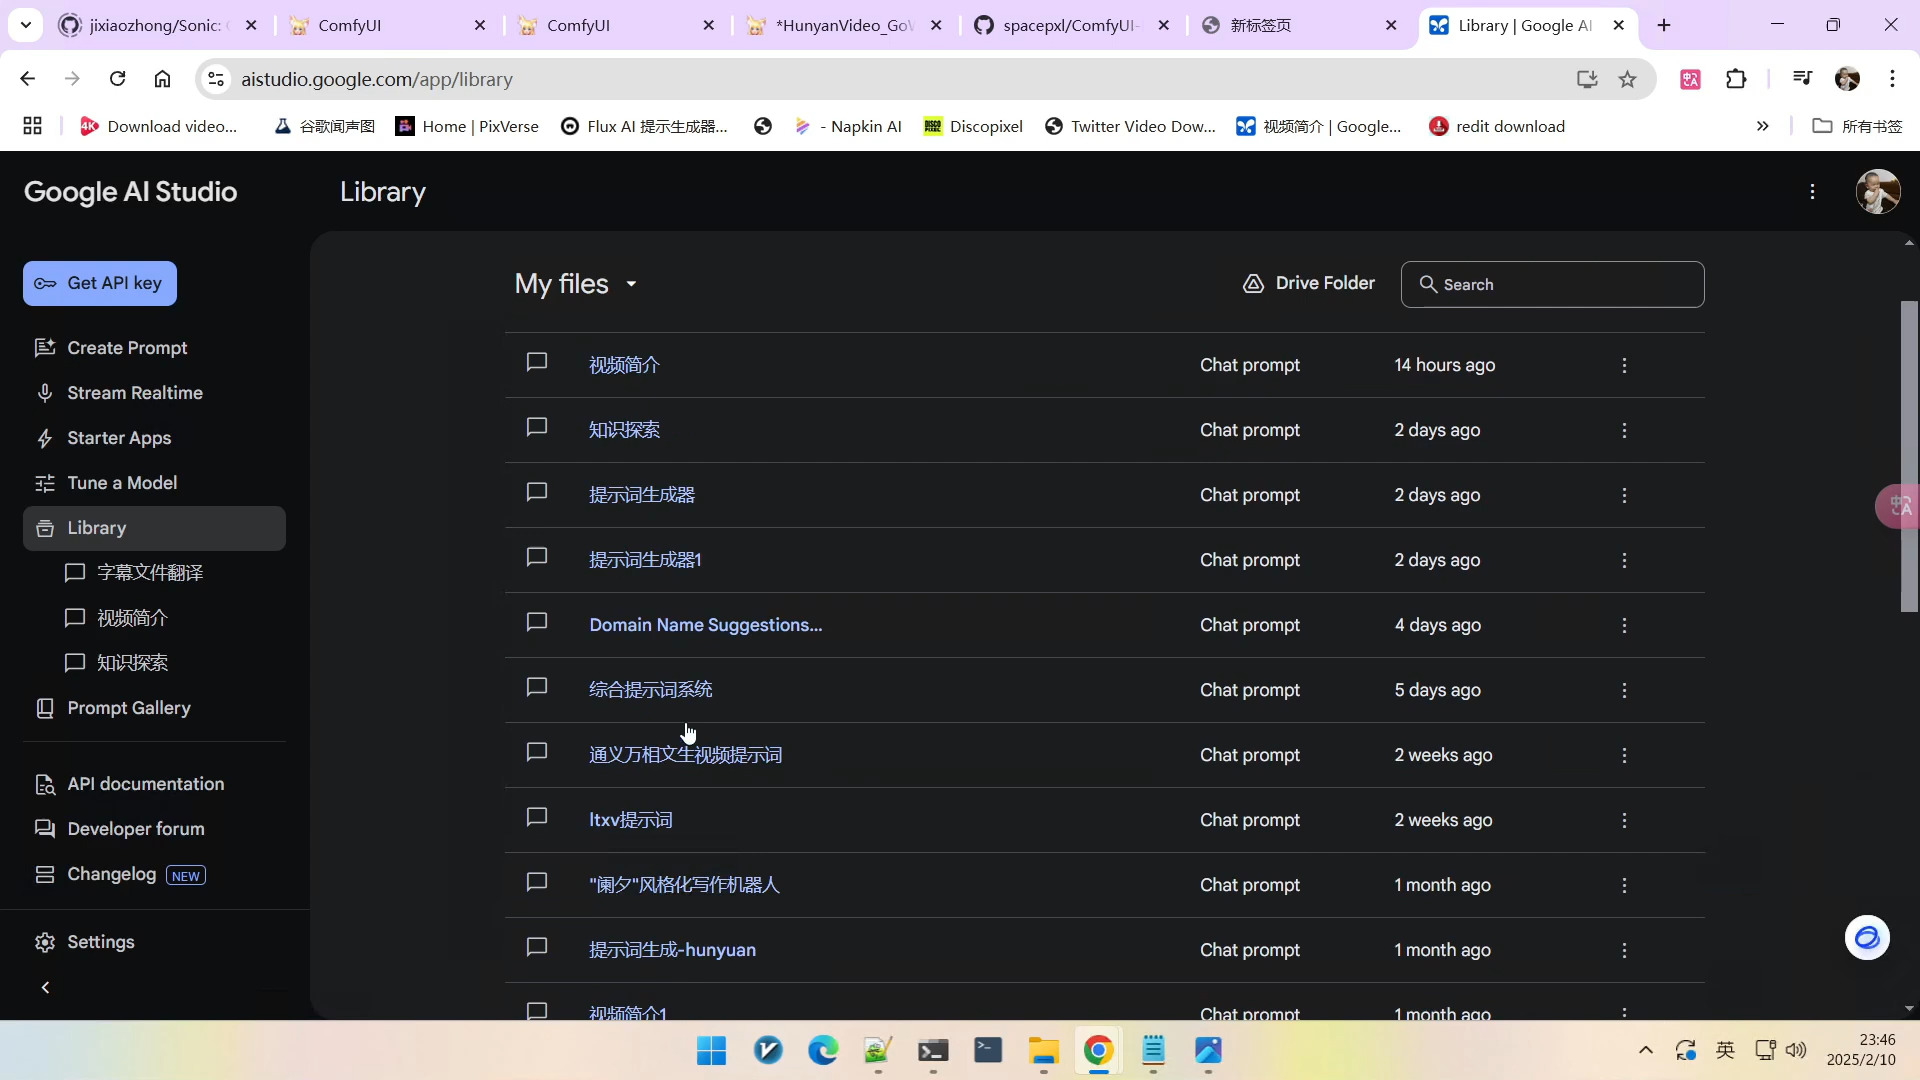 jixiaozhong/Sonic:
ComfyUI
ComfyUI
*HunyanVideo_Go
spacepxl/ComfyUI-
新标签页
Library | Google AI
aistudio.google.com/app/library
Download video...
谷歌闻声图
Home | PixVerse
Flux AI 提示生成器...
- Napkin AI
Discopixel
Twitter Video Dow...
视频简介 | Google...
redit download
所有书签
Google AI Studio
Library
Get API key
My files
Drive Folder
Search
Create Prompt
Stream Realtime
Starter Apps
Tune a Model
Library
字幕文件翻译
视频简介
知识探索
Prompt Gallery
API documentation
Developer forum
Changelog NEW
Settings
视频简介 Chat prompt 14 hours ago
知识探索 Chat prompt 2 days ago
提示词生成器 Chat prompt 2 days ago
提示词生成器1 Chat prompt 2 days ago
Domain Name Suggestions... Chat prompt 4 days ago
综合提示词系统 Chat prompt 5 days ago
通义万相文生视频提示词 Chat prompt 2 weeks ago
ltxv提示词 Chat prompt 2 weeks ago
"阑夕"风格化写作机器人 Chat prompt 1 month ago
提示词生成-hunyuan Chat prompt 1 month ago
视频简介1 Chat prompt 1 month ago
英
23:46
2025/2/10